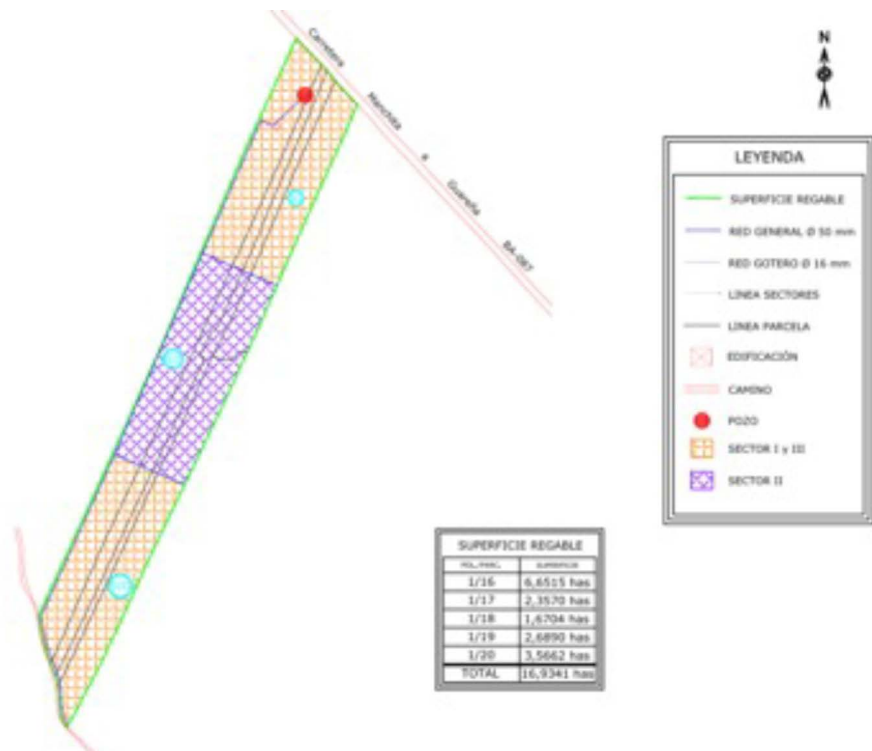 Carretera
Manchita
a
Guareña
BA-087
N
LEYENDA
SUPERFICIE REGABLE
RED GENERAL Ø 50 mm
RED GOTERO Ø 16 mm
LINEA SECTORES
LINEA PARCELA
EDIFICACIÓN
CAMINO
POZO
SECTOR I y III
SECTOR II
SUPERFICIE REGABLE
POL./PARC. SUPERFICIE
1/16 6,6515 has
1/17 2,3570 has
1/18 1,6704 has
1/19 2,6890 has
1/20 3,5662 has
TOTAL 16,9341 has